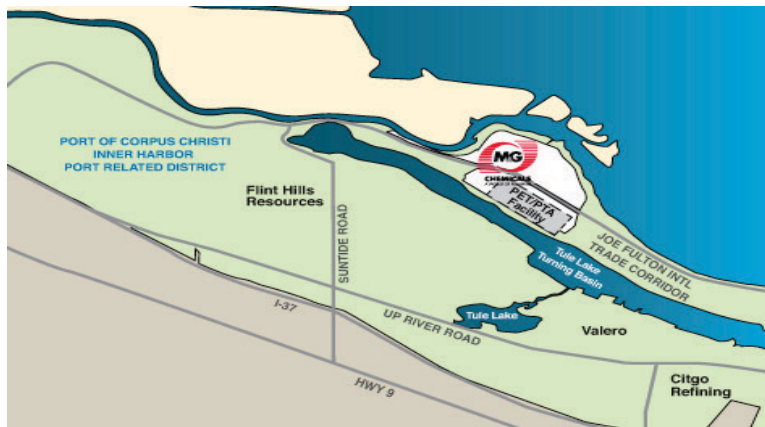 PORT OF CORPUS CHRISTI
INNER HARBOR
PORT RELATED DISTRICT
Flint Hills
Resources
SUNTIDE ROAD
MG
CHEMICALS
PET/PTA
Facility
JOE FULTON INTL
TRADE CORRIDOR
Tule Lake
Turning Basin
Tule Lake
I-37
UP RIVER ROAD
Valero
HWY 9
Citgo
Refining